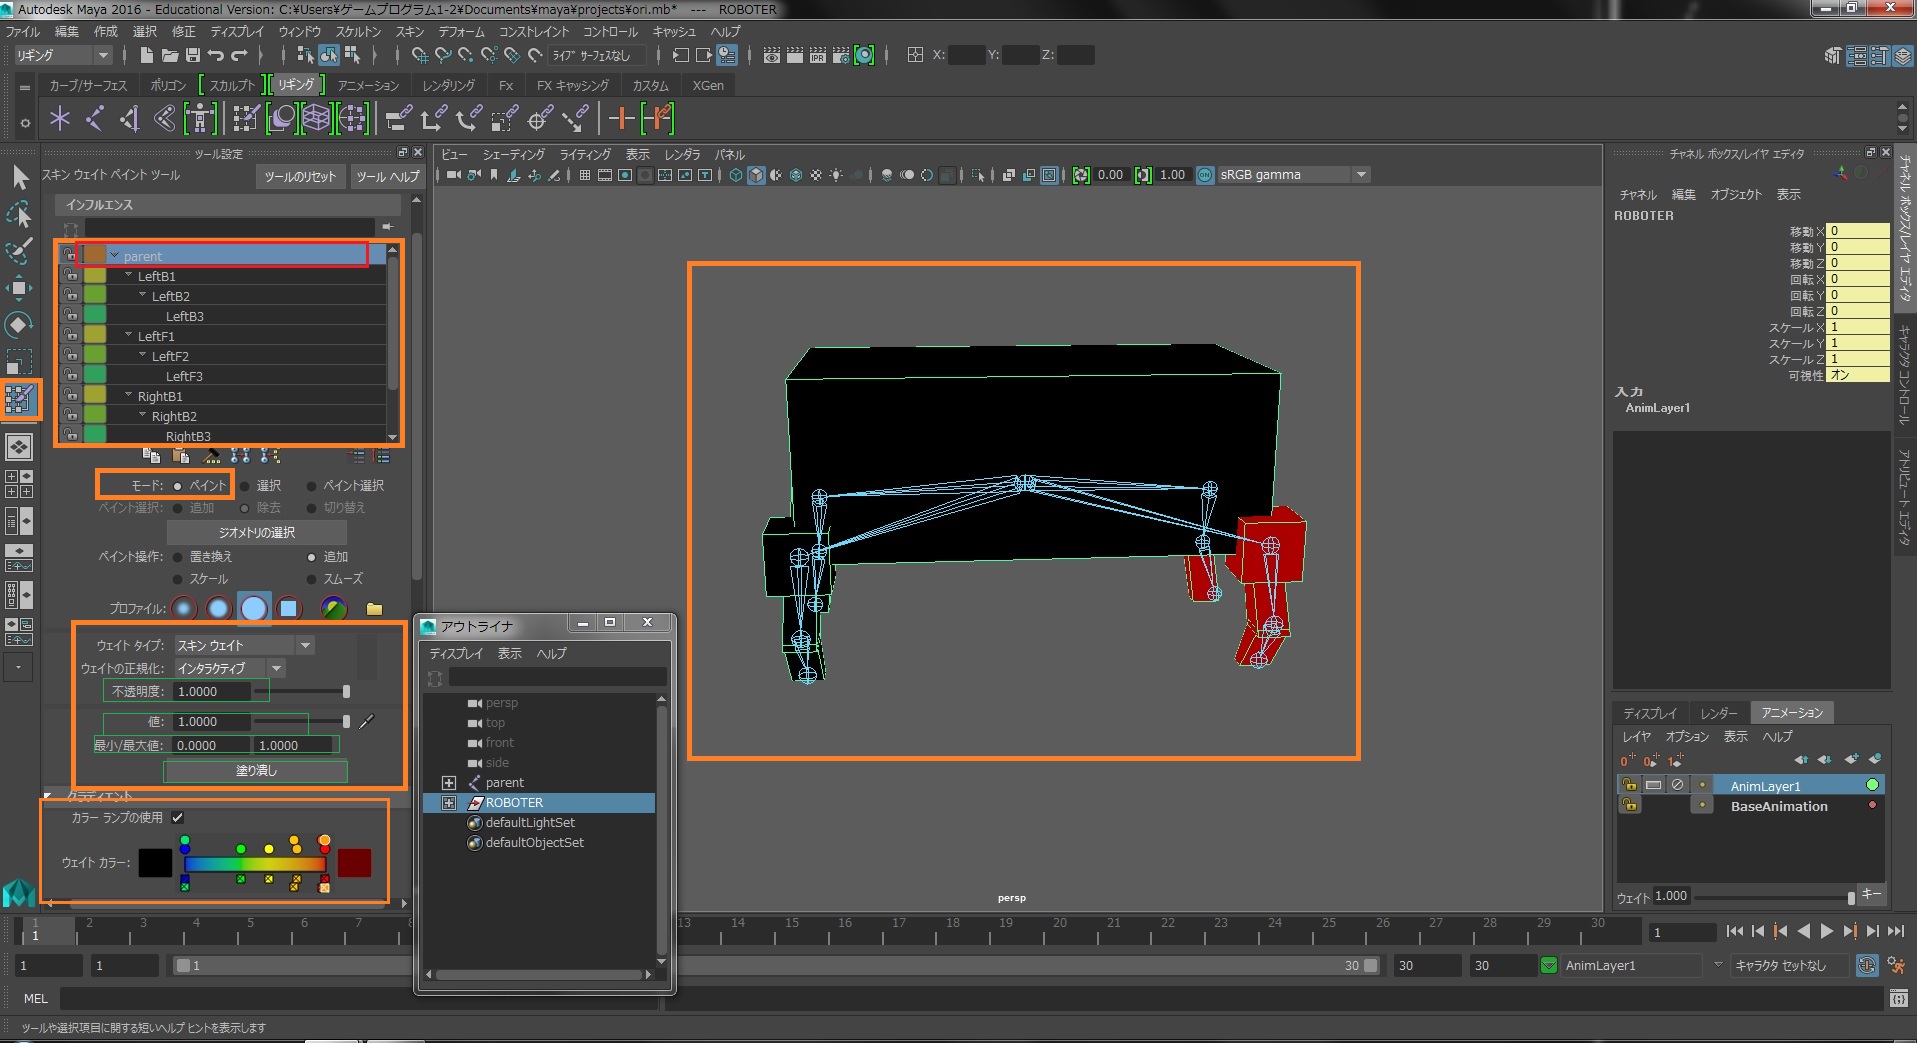 Autodesk Maya 2016 - Educational Version: C:¥Users¥ゲームプログラム1-2¥Documents¥maya¥projects¥ori.mb* --- ROBOTER
ファイル 編集 作成 選択 修正 ディスプレイ ウィンドウ スケルトン スキン デフォーム コンストレイント コントロール キャッシュ ヘルプ
リギング
ライブ サーフェスなし
IPR
X:
Y:
Z:
カーブ/サーフェス ポリゴン スカルプト リギング アニメーション レンダリング Fx FX キャッシング カスタム XGen
ツール設定
スキン ウェイト ペイント ツール
ツールのリセット
ツール ヘルプ
インフルエンス
parent
LeftB1
LeftB2
LeftB3
LeftF1
LeftF2
LeftF3
RightB1
RightB2
RightB3
モード: ペイント 選択 ペイント選択
ペイント選択: 追加 除去 切り替え
ジオメトリの選択
ペイント操作: 置き換え 追加
スケール スムーズ
プロファイル:
ウェイト タイプ: スキン ウェイト
ウェイトの正規化: インタラクティブ
不透明度: 1.0000
値: 1.0000
最小/最大値: 0.0000 1.0000
塗り潰し
グラディエント
カラー ランプの使用
ウェイト カラー:
ビュー シェーディング ライティング 表示 レンダラ パネル
0.00
1.00
sRGB gamma
persp
アウトライナ
ディスプレイ 表示 ヘルプ
persp
top
front
side
parent
ROBOTER
defaultLightSet
defaultObjectSet
チャネル ボックス/レイヤ エディタ
チャネル 編集 オブジェクト 表示
ROBOTER
移動 X 0
移動 Y 0
移動 Z 0
回転 X 0
回転 Y 0
回転 Z 0
スケール X 1
スケール Y 1
スケール Z 1
可視性 オン
入力
AnimLayer1
チャネル ボックス/レイヤ エディタ
キャラクタ コントロール
アトリビュート エディタ
ディスプレイ レンダー アニメーション
レイヤ オプション 表示 ヘルプ
AnimLayer1
BaseAnimation
ウェイト 1.000
キー
1 2 3 4 5 6 7 8 13 14 15 16 17 18 19 20 21 22 23 24 25 26 27 28 29 30
1
1
1 1 1 30 30 30 AnimLayer1 キャラクタ セットなし
MEL
ツールや選択項目に関する短いヘルプ ヒントを表示します